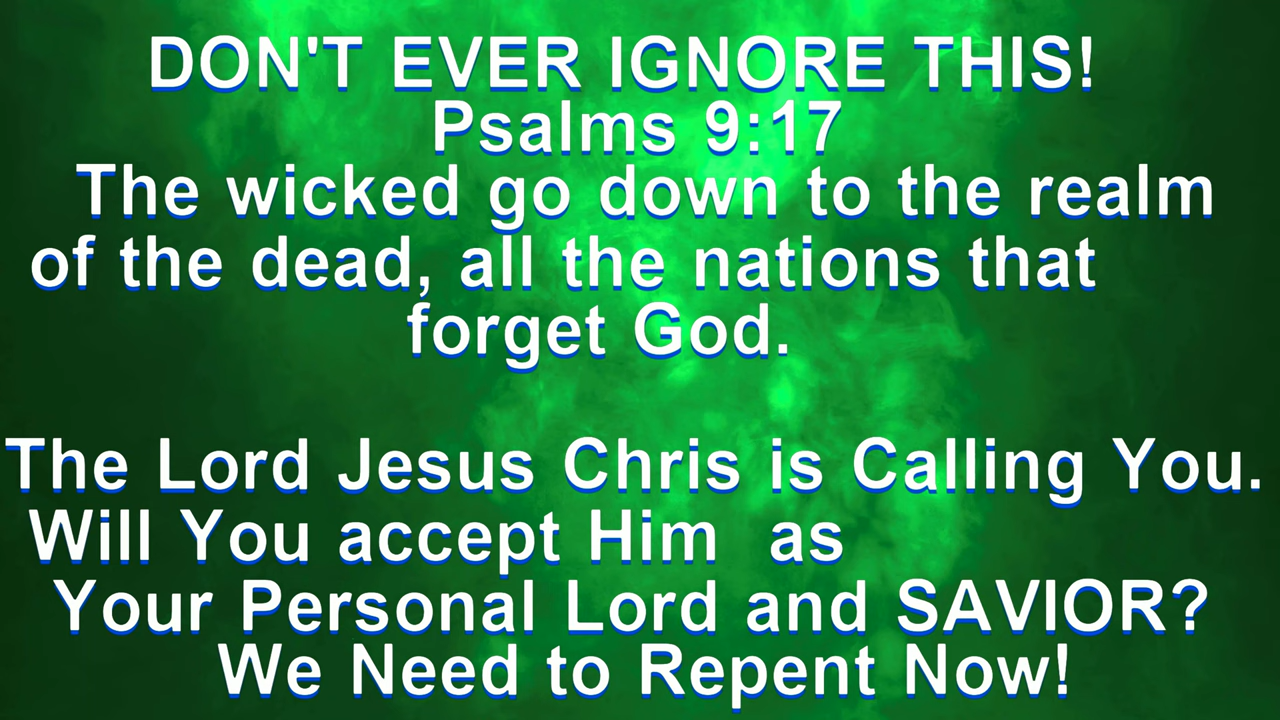 DON'T EVER IGNORE THIS!
Psalms 9:17
The wicked go down to the realm
of the dead, all the nations that
forget God.
The Lord Jesus Chris is Calling You.
Will You accept Him  as
Your Personal Lord and SAVIOR?
We Need to Repent Now!